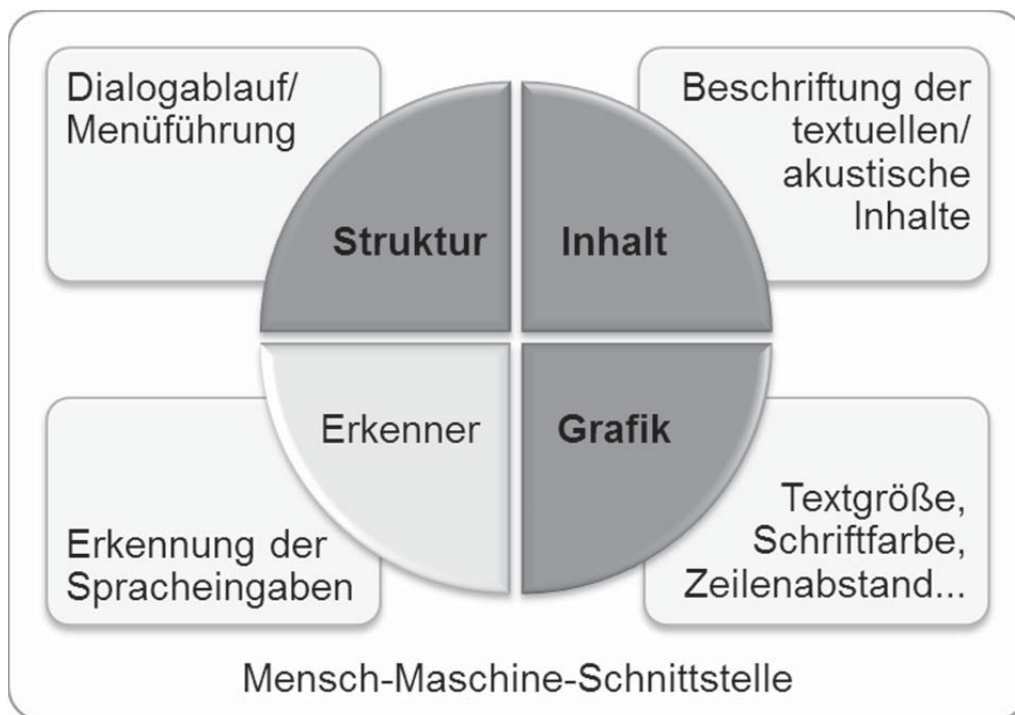 Dialogablauf/
Menüführung
Beschriftung der
textuellen/
akustische
Inhalte
Struktur
Inhalt
Erkenner
Grafik
Erkennung der
Spracheingaben
Textgröße,
Schriftfarbe,
Zeilenabstand...
Mensch-Maschine-Schnittstelle